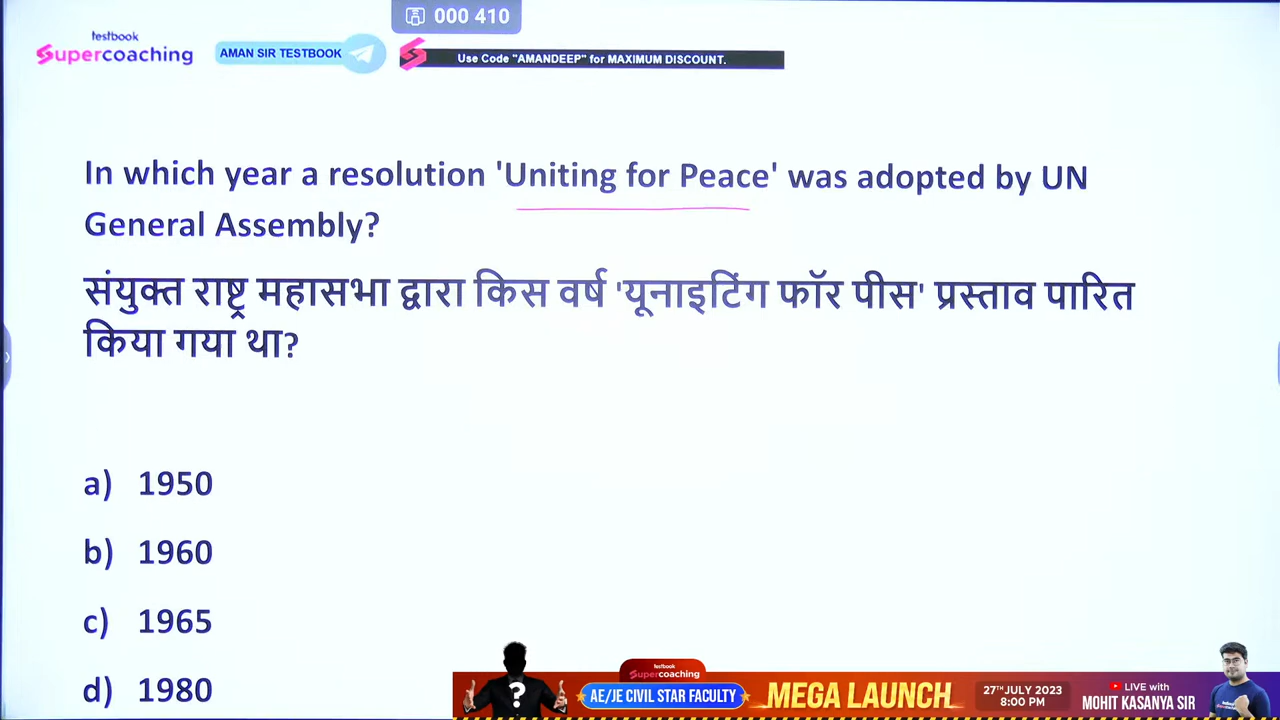 000 410
testbook
Supercoaching
AMAN SIR TESTBOOK
Use Code "AMANDEEP" for MAXIMUM DISCOUNT.
In which year a resolution 'Uniting for Peace' was adopted by UN
General Assembly?
संयुक्त राष्ट्र महासभा द्वारा किस वर्ष 'यूनाइटिंग फॉर पीस' प्रस्ताव पारित
किया गया था?
a) 1950
b) 1960
c) 1965
d) 1980
?
testbook
Supercoaching
AE/JE CIVIL STAR FACULTY
MEGA LAUNCH
27TH JULY 2023
8:00 PM
LIVE with
MOHIT KASANYA SIR